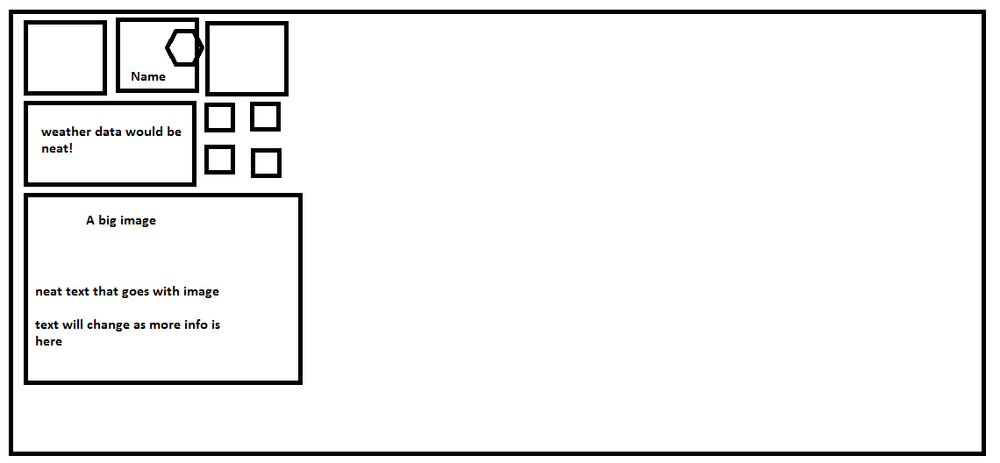 Name
weather data would be
neat!
A big image
neat text that goes with image
text will change as more info is
here